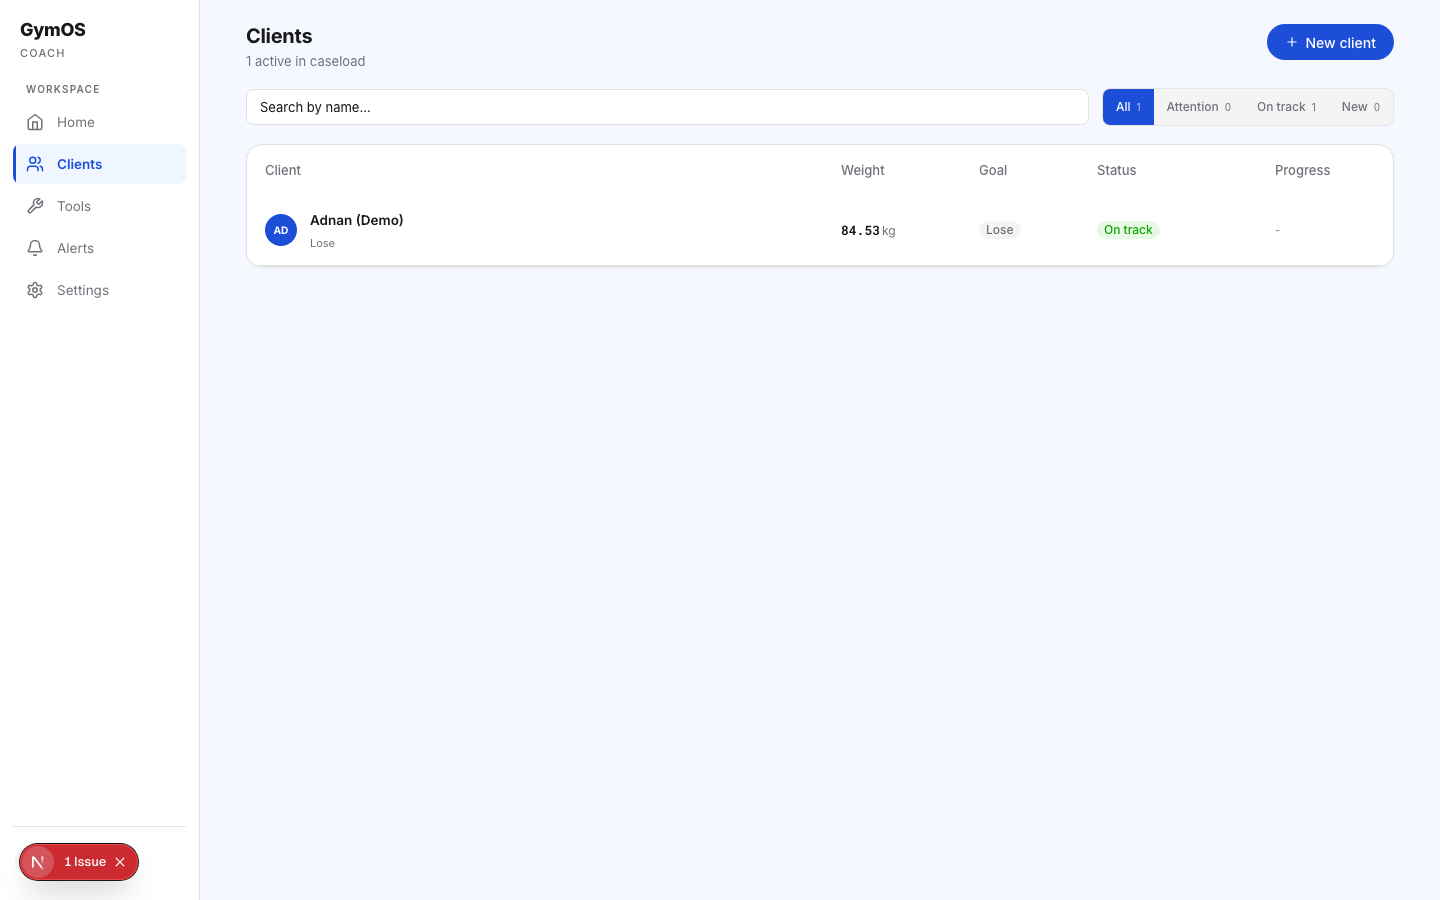 GymOS
COACH
WORKSPACE
Home
Clients
Tools
Alerts
Settings
1 Issue
Clients
1 active in caseload
+ New client
Search by name...
All 1 Attention 0 On track 1 New 0
Client Weight Goal Status Progress
AD Adnan (Demo) 84.53 kg Lose On track -
Lose